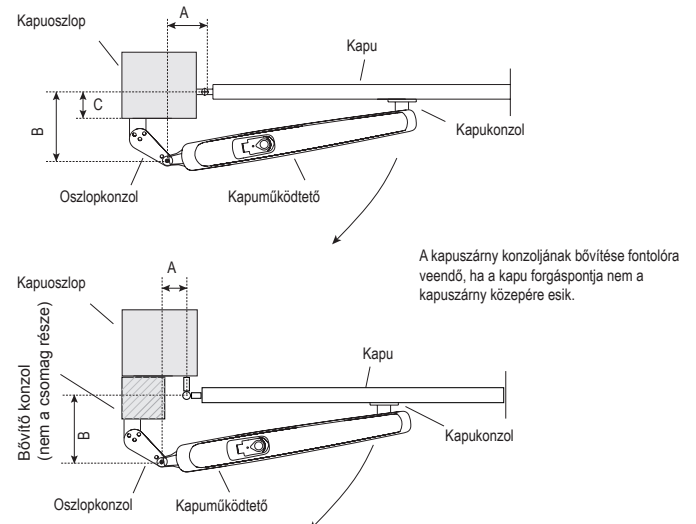 A
Kapuoszlop
Kapu
C
B
Kapukonzol
Oszlopkonzol
Kapuműködtető
A kapuszárny konzoljának bővítése fontolóra
veendő, ha a kapu forgáspontja nem a
kapuszárny közepére esik.
A
Kapuoszlop
Bővítő konzol
(nem a csomag része)
Kapu
B
Kapukonzol
Oszlopkonzol
Kapuműködtető